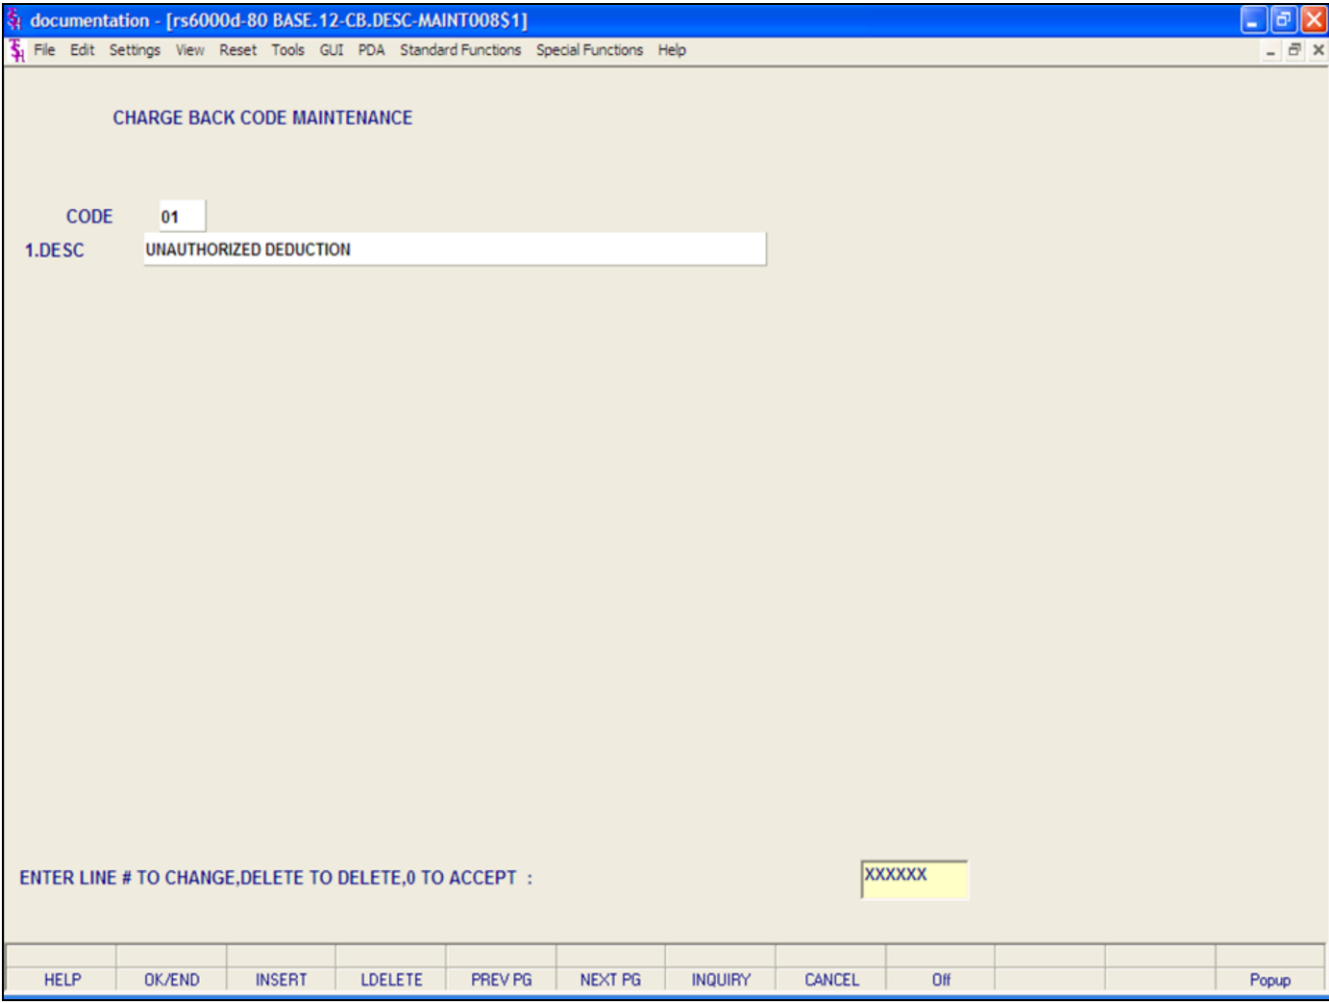 documentation - [rs6000d-80 BASE.12-CB.DESC-MAINT008$1]
File Edit Settings View Reset Tools GUI PDA Standard Functions Special Functions Help
CHARGE BACK CODE MAINTENANCE
CODE 01
1.DESC UNAUTHORIZED DEDUCTION
ENTER LINE # TO CHANGE,DELETE TO DELETE,0 TO ACCEPT : XXXXXX
HELP OK/END INSERT LDELETE PREV PG NEXT PG INQUIRY CANCEL Off Popup